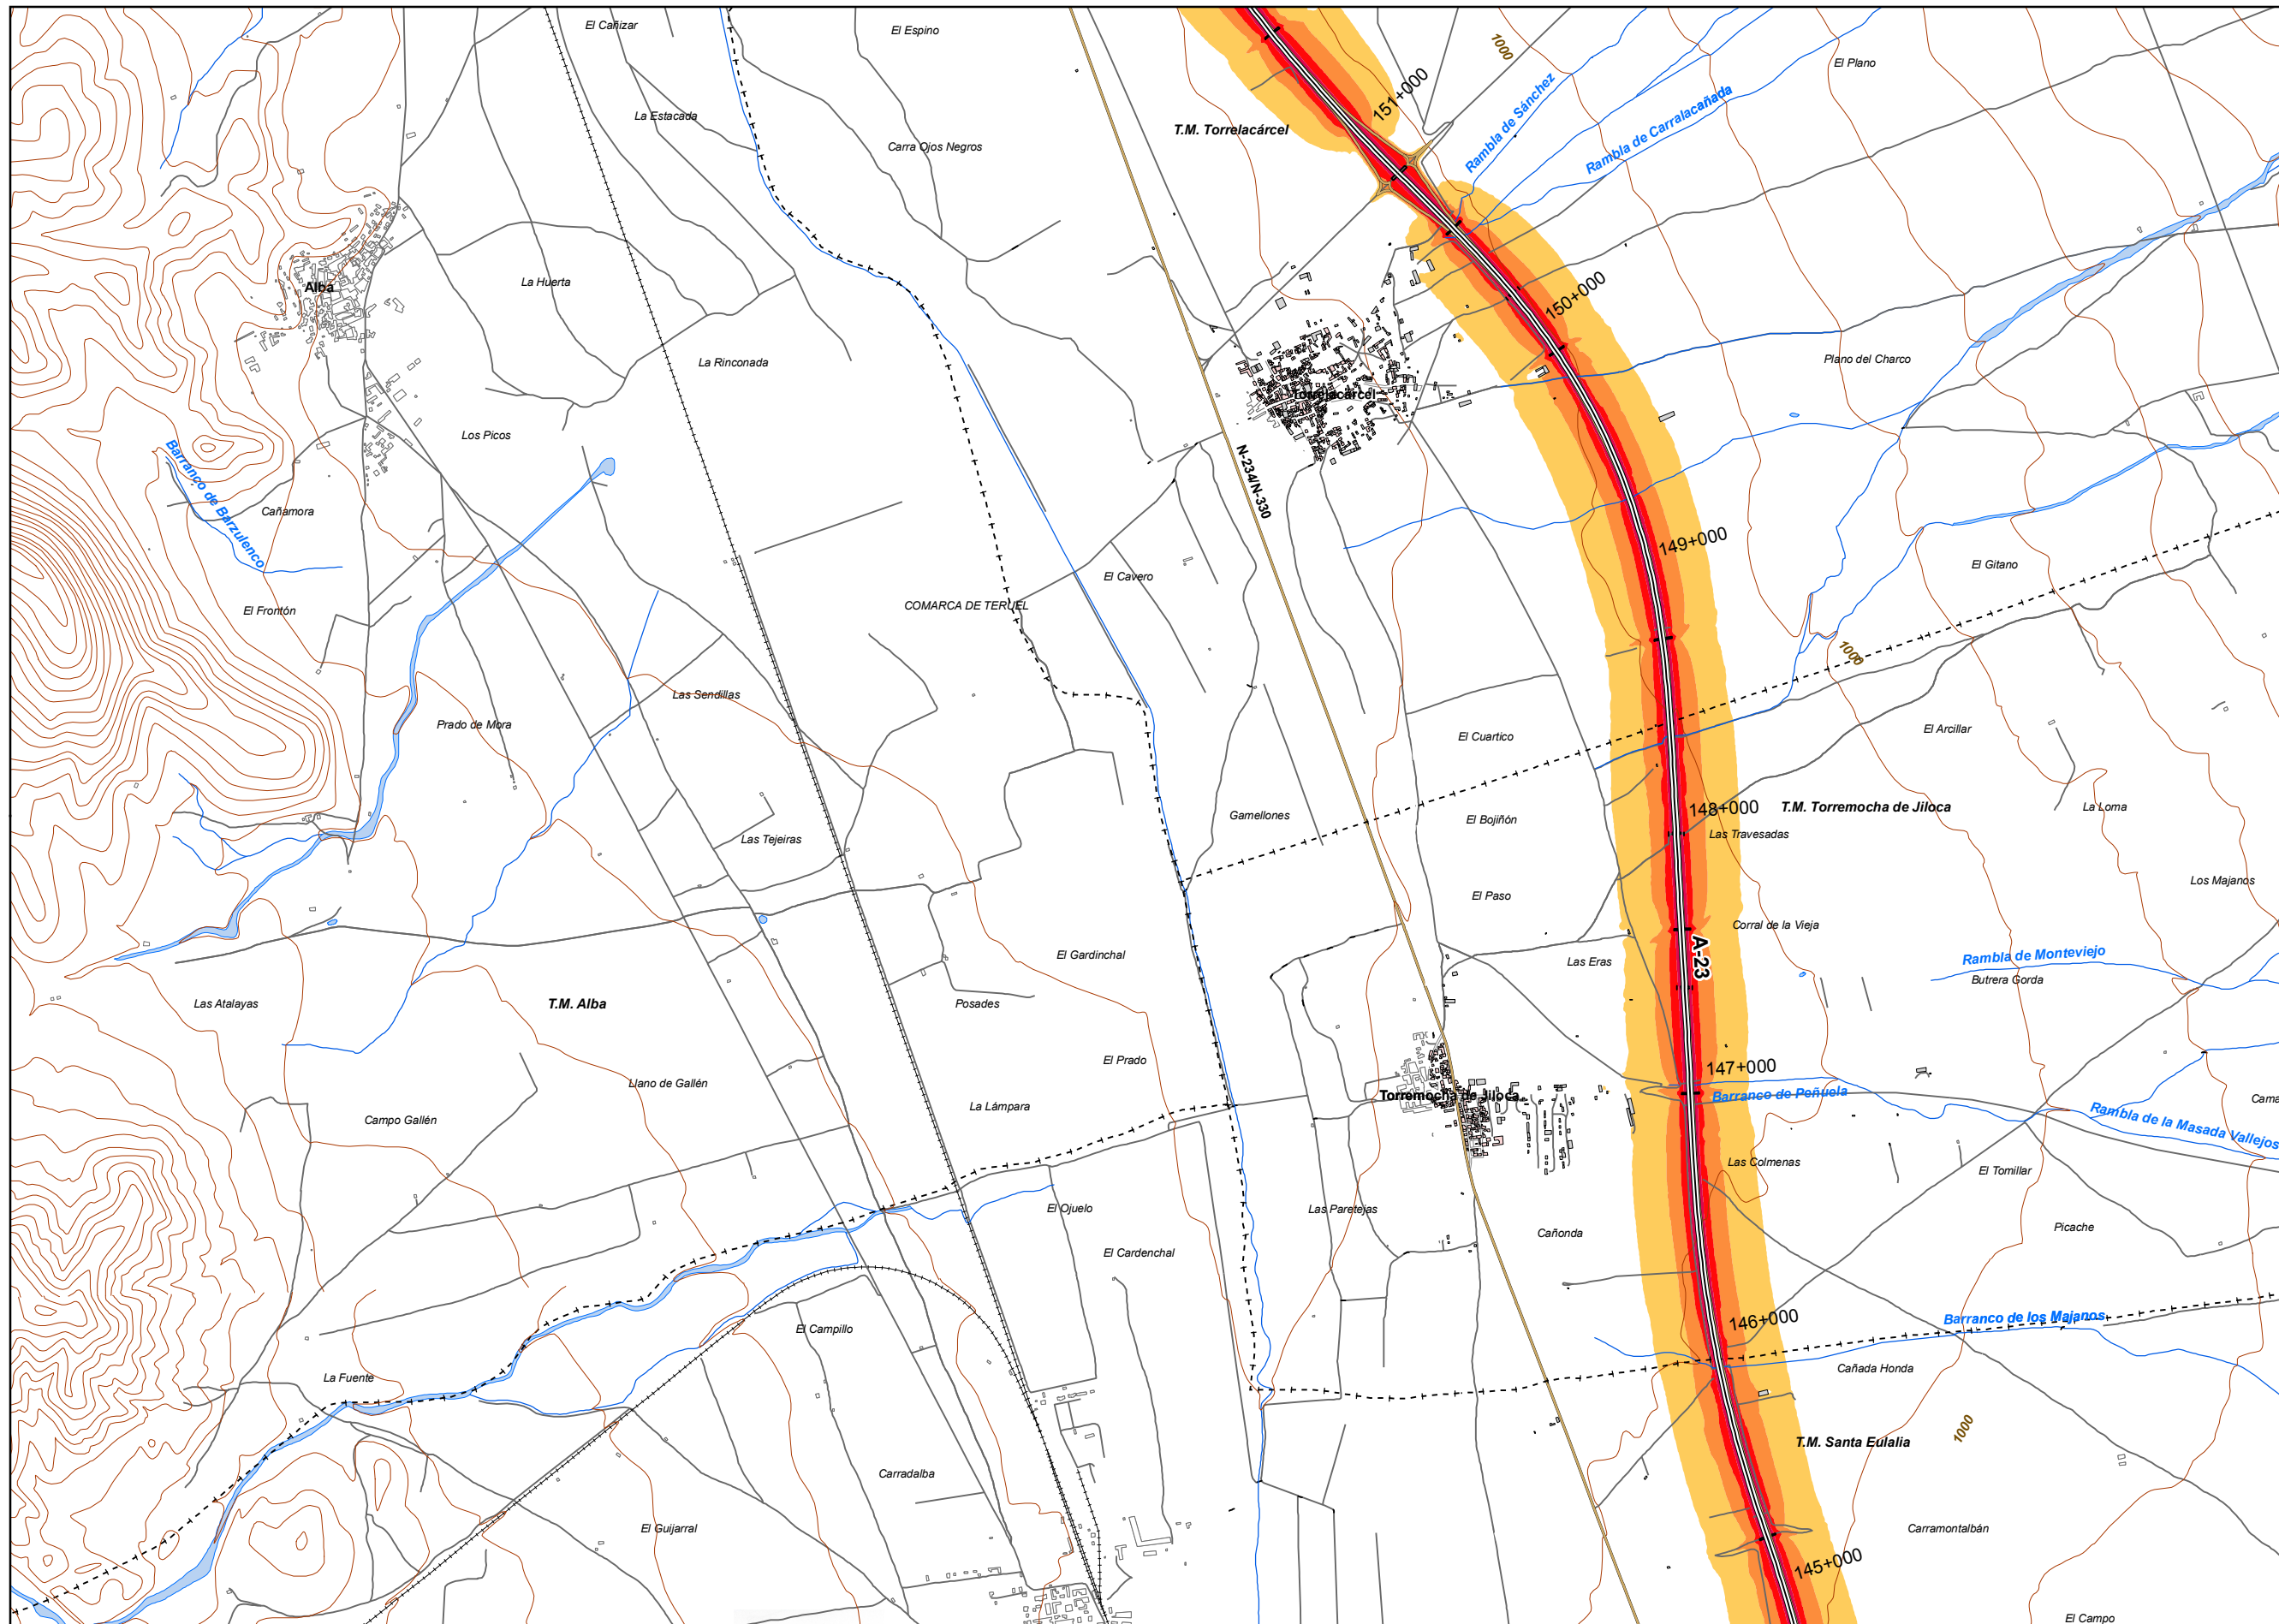 El Cañizar
El Espino
1000
El Plano
La Estacada
151+000
Rambla de Sánchez
Rambla de Carralacañada
T.M. Torrelacárcel
Carra Ojos Negros
La Huerta
Alba
150+000
La Rinconada
Plano del Charco
Torrelacárcel
Los Picos
Barranco de Barzulenco
N-234/N-330
Cañamora
149+000
El Gitano
El Cavero
COMARCA DE TERUEL
El Frontón
1000
Las Sendillas
Prado de Mora
El Cuartico
El Arcillar
148+000
T.M. Torremocha de Jiloca
La Loma
Gamellones
El Bojiñón
Las Travesadas
Las Tejeiras
Los Majanos
El Paso
Corral de la Vieja
A-23
El Gardinchal
Las Eras
Rambla de Monteviejo
Butrera Gorda
Las Atalayas
T.M. Alba
Posades
El Prado
147+000
Llano de Gallén
Torremocha de Jiloca
Barranco de Peñuela
Cama
La Lámpara
Campo Gallén
Rambla de la Masada Vallejos
Las Colmenas
El Tomillar
El Ojuelo
Las Paretejas
Cañonda
Picache
El Cardenchal
146+000
Barranco de los Majanos
El Campillo
Cañada Honda
La Fuente
1000
T.M. Santa Eulalia
Carradalba
El Guijarral
Carramontalbán
145+000
El Campo